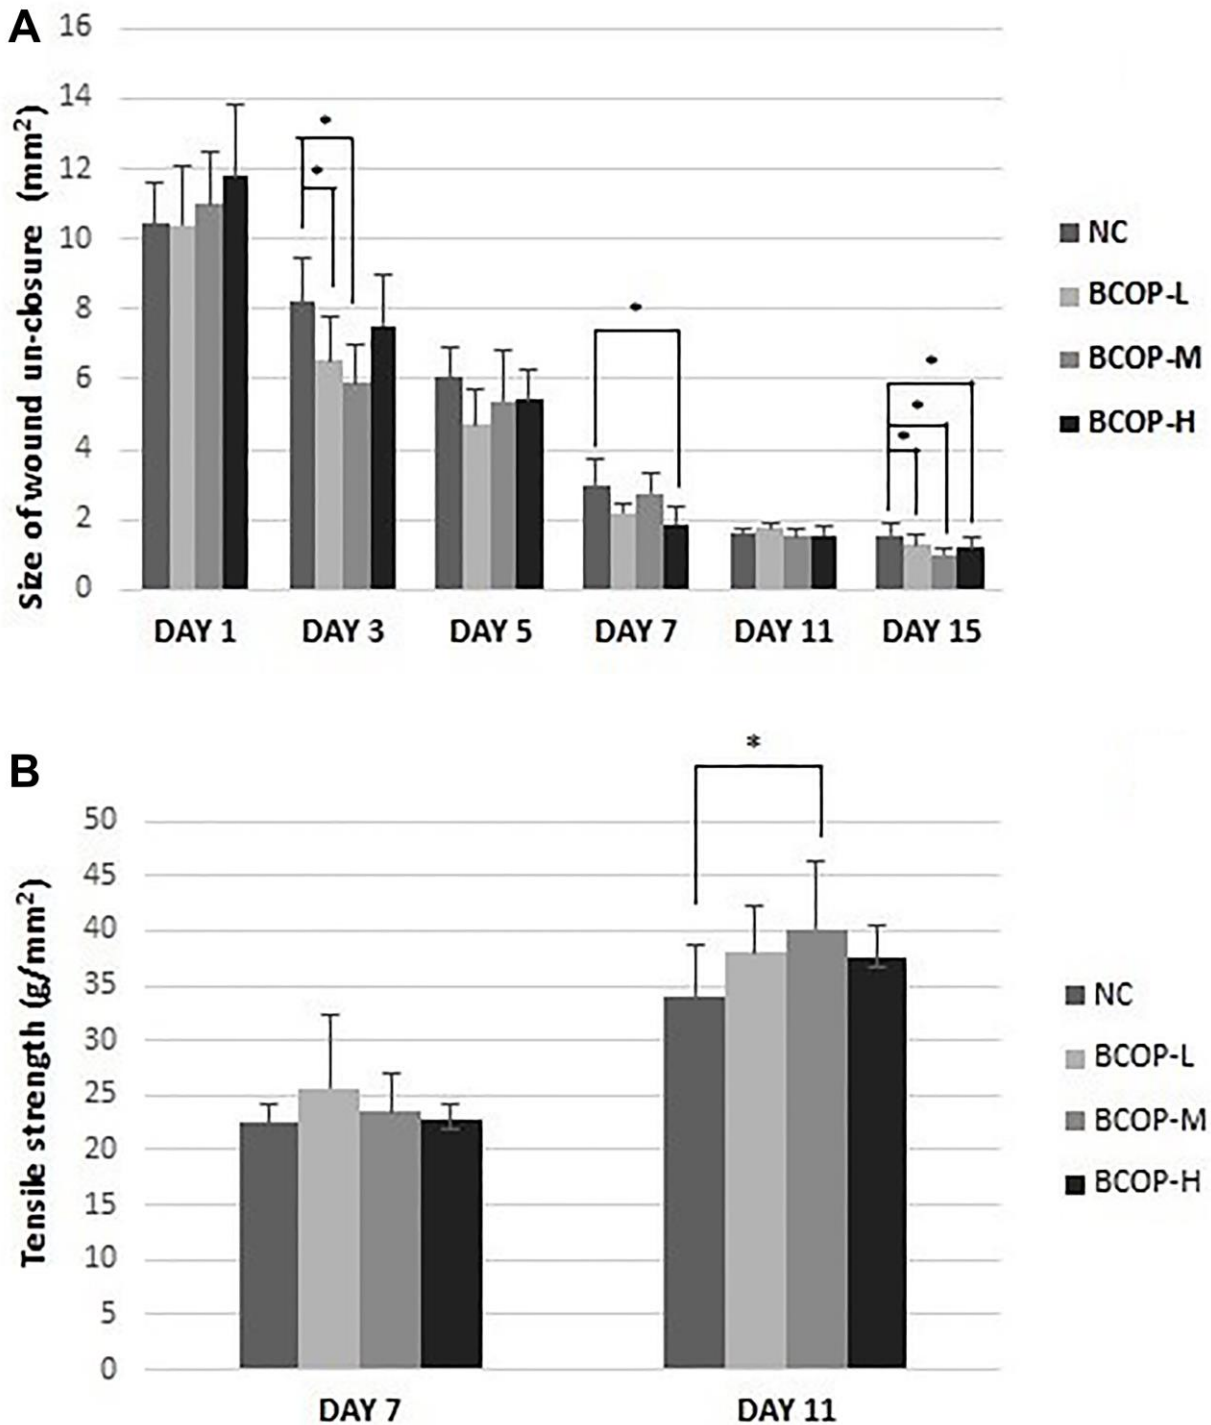 A
16
14
12
10
8
6
4
2
0
Size of wound un-closure (mm²)
*
*
*
*
*
*
DAY 1 DAY 3 DAY 5 DAY 7 DAY 11 DAY 15
NC
BCOP-L
BCOP-M
BCOP-H
B
50
45
40
35
30
25
20
15
10
5
0
Tensile strength (g/mm²)
*
DAY 7 DAY 11
NC
BCOP-L
BCOP-M
BCOP-H